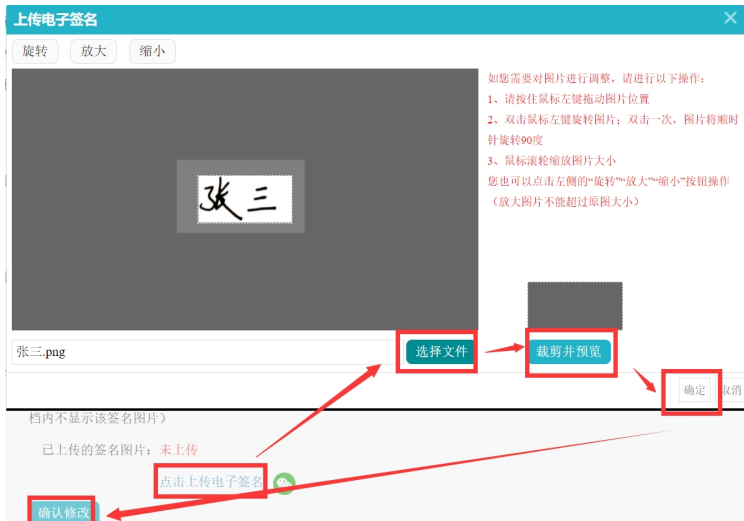 上传电子签名
旋转 放大 缩小
如您需要对图片进行调整，请进行以下操作：
1、请按住鼠标左键拖动图片位置
2、双击鼠标左键旋转图片；双击一次，图片将顺时
针旋转90度
3、鼠标滚轮缩放图片大小
您也可以点击左侧的“旋转”“放大”“缩小”按钮操作
（放大图片不能超过原图大小）
张三
张三.png 选择文件 裁剪并预览
确定 取消
档内不显示该签名图片）
已上传的签名图片：未上传
点击上传电子签名
确认修改